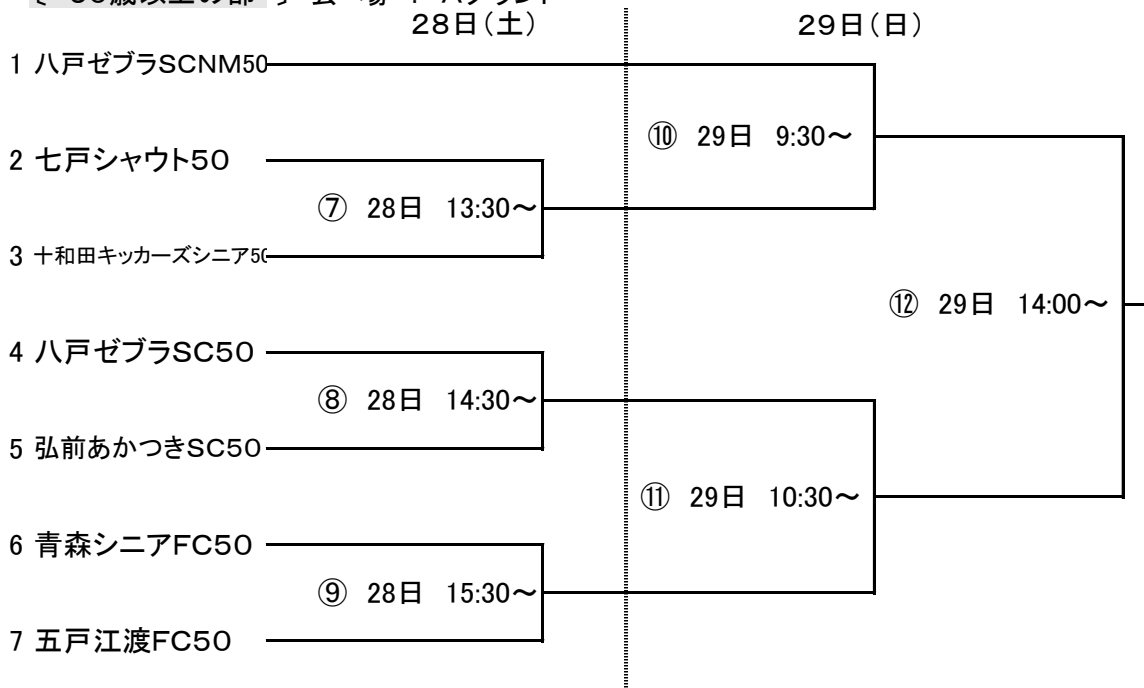 28日(土)
29日(日)
1 八戸ゼブラSCNM50
⑩ 29日 9:30～
2 七戸シャウト50
⑦ 28日 13:30～
3 十和田キッカーズシニア50
⑫ 29日 14:00～
4 八戸ゼブラSC50
⑧ 28日 14:30～
5 弘前あかつきSC50
⑪ 29日 10:30～
6 青森シニアFC50
⑨ 28日 15:30～
7 五戸江渡FC50